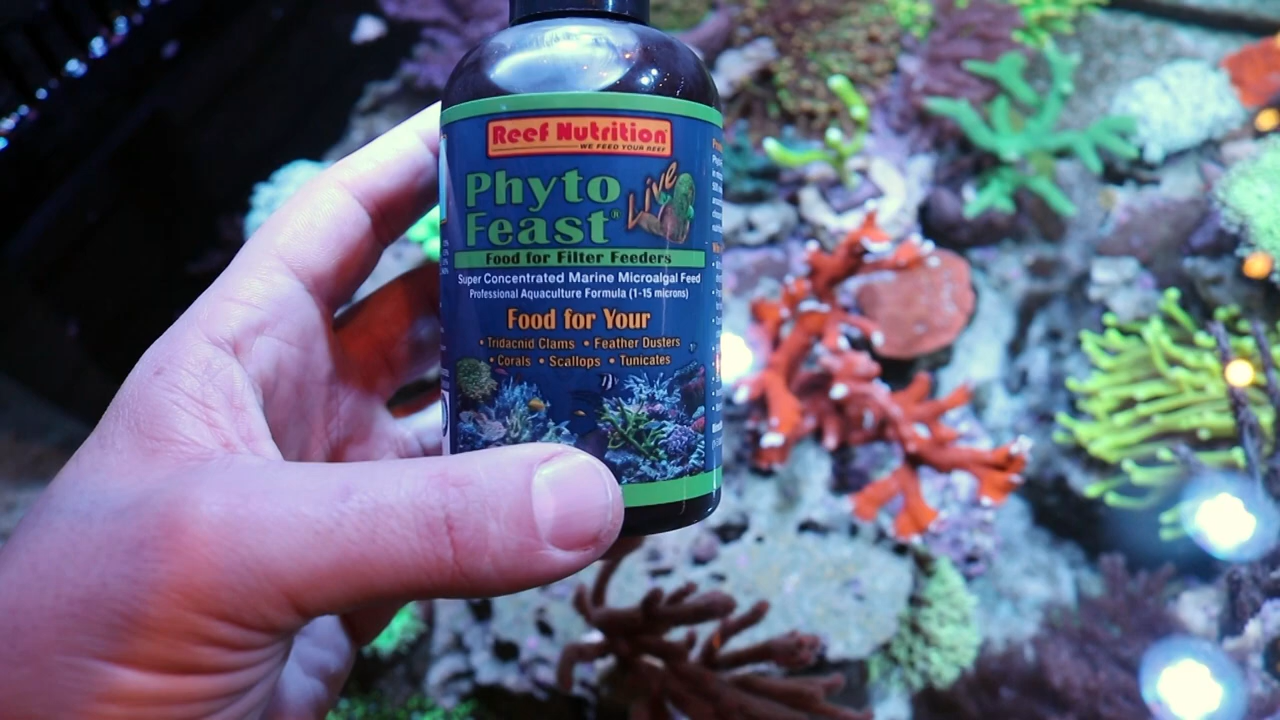 Reef Nutrition
WE FEED YOUR REEF
Phyto
Feast® Live
Food for Filter Feeders
Super Concentrated Marine Microalgal Feed
Professional Aquaculture Formula (1-15 microns)
Food for Your
• Tridacnid Clams • Feather Dusters
• Corals • Scallops • Tunicates